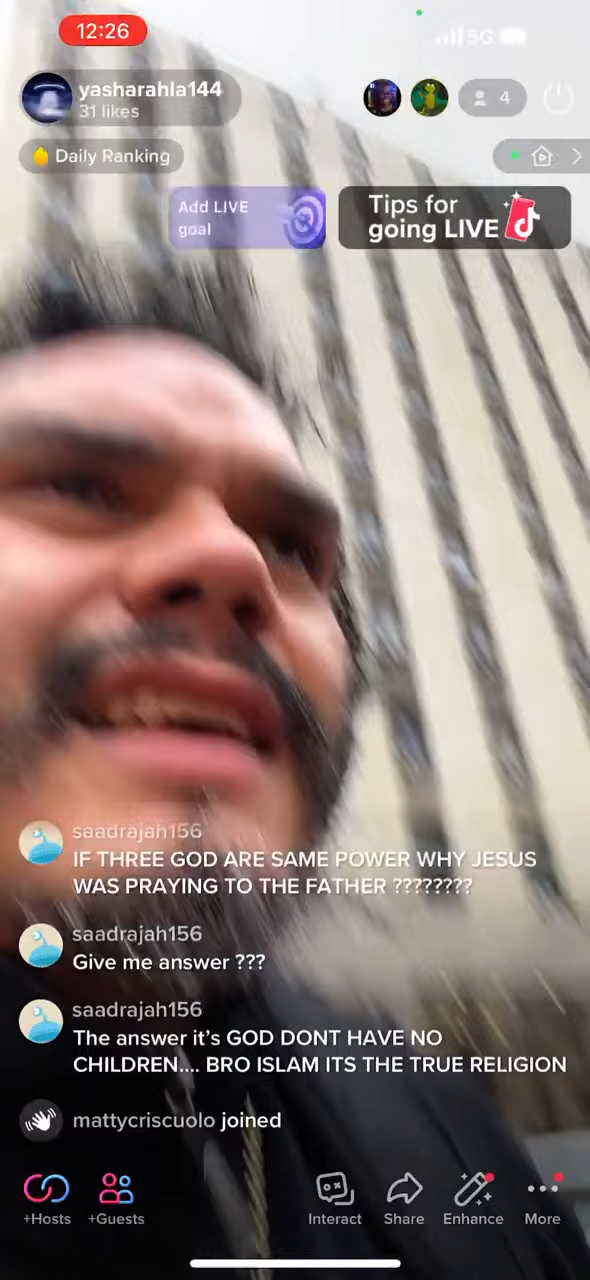 12:26
5G
yasharahla144
31 likes
4
Daily Ranking
Add LIVE
goal
Tips for
going LIVE
saadrajah156
IF THREE GOD ARE SAME POWER WHY JESUS
WAS PRAYING TO THE FATHER ????????
saadrajah156
Give me answer ???
saadrajah156
The answer it’s GOD DONT HAVE NO
CHILDREN.... BRO ISLAM ITS THE TRUE RELIGION
mattycriscuolo joined
+Hosts
+Guests
Interact
Share
Enhance
More